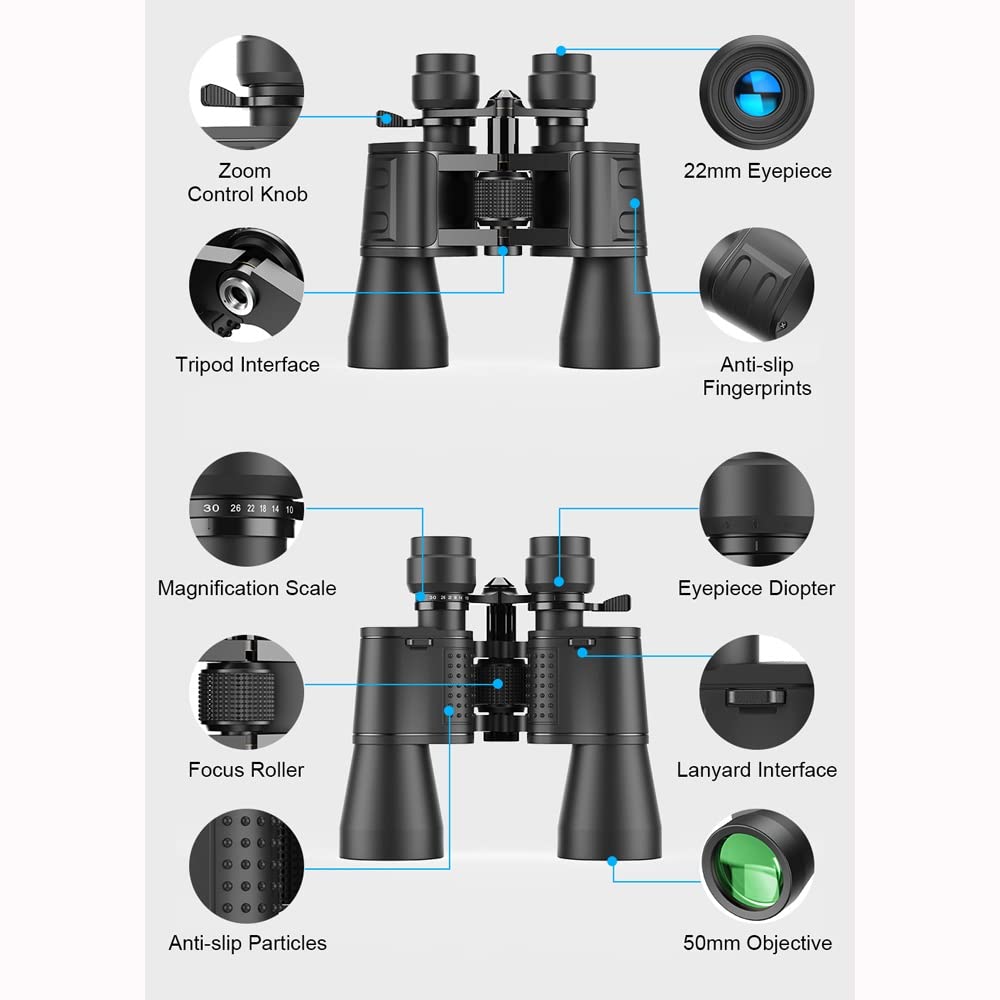 Zoom
Control Knob
22mm Eyepiece
Tripod Interface
Anti-slip
Fingerprints
30 26 22 18 14 10
Magnification Scale
Eyepiece Diopter
Focus Roller
Lanyard Interface
Anti-slip Particles
50mm Objective